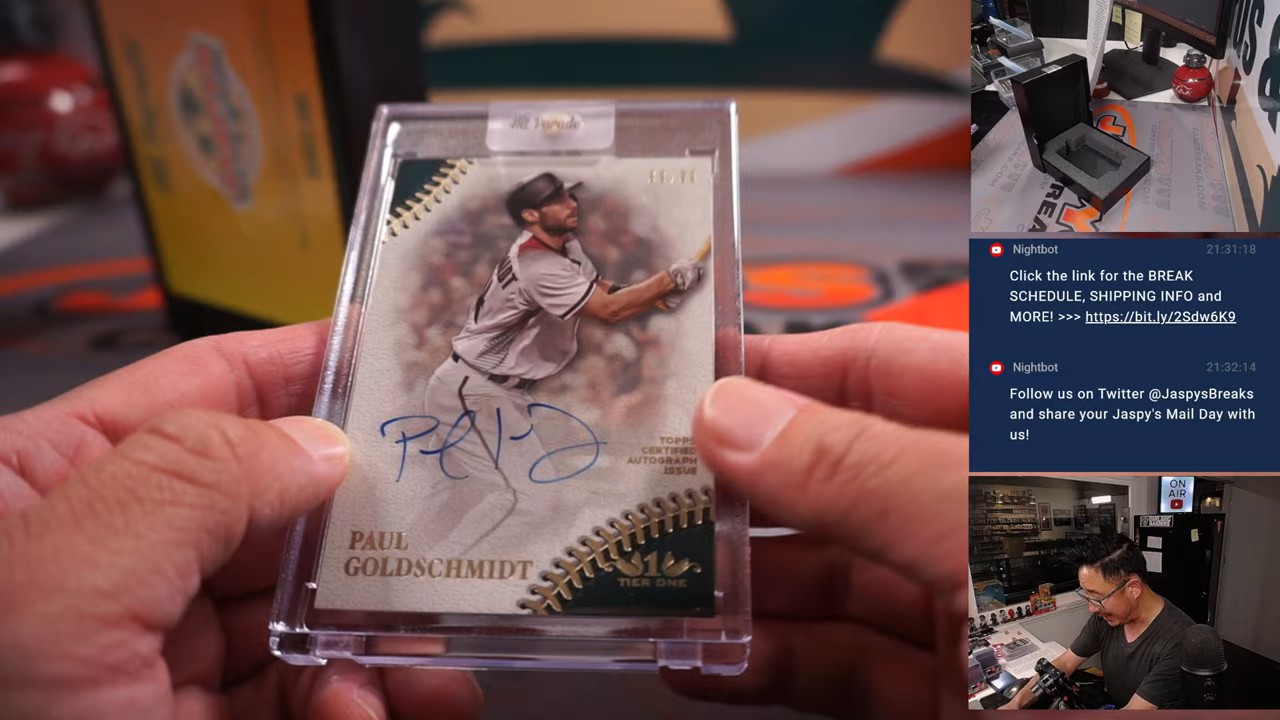 Hit Parade
TOPPS
CERTIFIED
AUTOGRAPH
ISSUE
PAUL
GOLDSCHMIDT
1
TIER ONE
Nightbot
21:31:18
Click the link for the BREAK
SCHEDULE, SHIPPING INFO and
MORE! >>> https://bit.ly/2Sdw6K9
Nightbot
21:32:14
Follow us on Twitter @JaspysBreaks
and share your Jaspy's Mail Day with
us!
ON
AIR